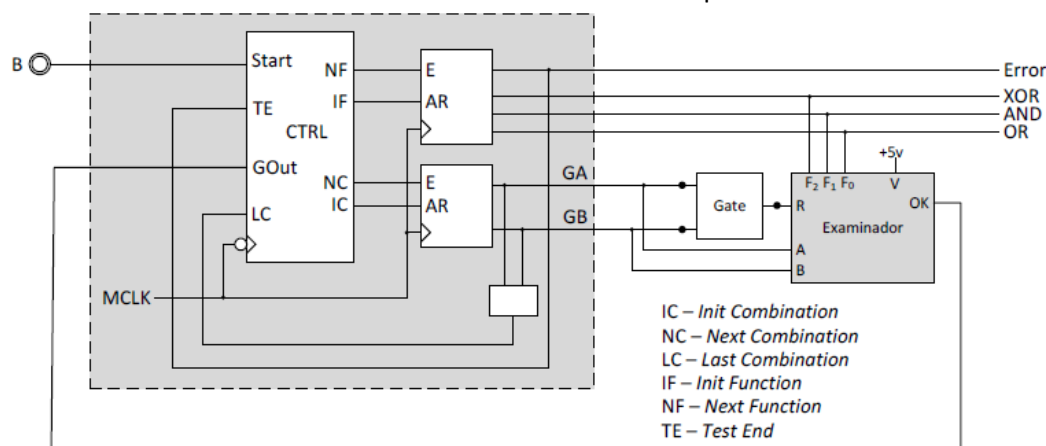 B
Start
NF
E
Error
TE
IF
AR
XOR
CTRL
AND
OR
+5v
GOut
NC
E
GA
F₂ F₁ F₀
V
IC
AR
Gate
R
OK
LC
GB
Examinador
A
B
MCLK
IC – Init Combination
NC – Next Combination
LC – Last Combination
IF – Init Function
NF – Next Function
TE – Test End